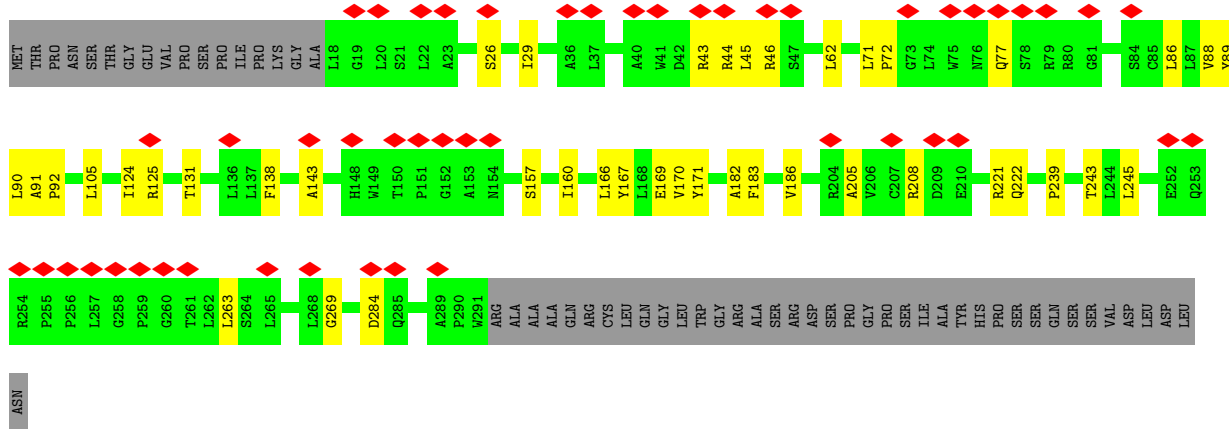 MET THR PRO ASN SER THR GLY GLU VAL PRO SER PRO ILE PRO LYS GLY ALA L18 G19 L20 S21 L22 A23 S26 I29 A36 L37 A40 W41 D42 R43 R44 L45 R46 S47 L62 L71 P72 G73 L74 W75 N76 Q77 S78 R79 R80 G81 S84 C85 L86 L87 V88 Y89
L90 A91 P92 L105 I124 R125 T131 L136 L137 F138 A143 H148 W149 T150 P151 G152 A153 N154 S157 I160 L166 Y167 L168 E169 V170 Y171 A182 F183 V186 R204 A205 V206 C207 R208 D209 E210 R221 Q222 P239 T243 L244 L245 E252 Q253
R254 P255 P256 L257 G258 P259 G260 T261 L262 L263 S264 L265 L268 G269 D284 Q285 A289 P290 W291 ARG ALA ALA ALA ALA GLN ARG CYS LEU GLN GLY LEU TRP GLY ARG ALA SER ARG ASP SER PRO GLY PRO SER ILE ALA TYR HIS PRO SER SER GLN SER SER VAL ASP LEU ASP LEU
ASN